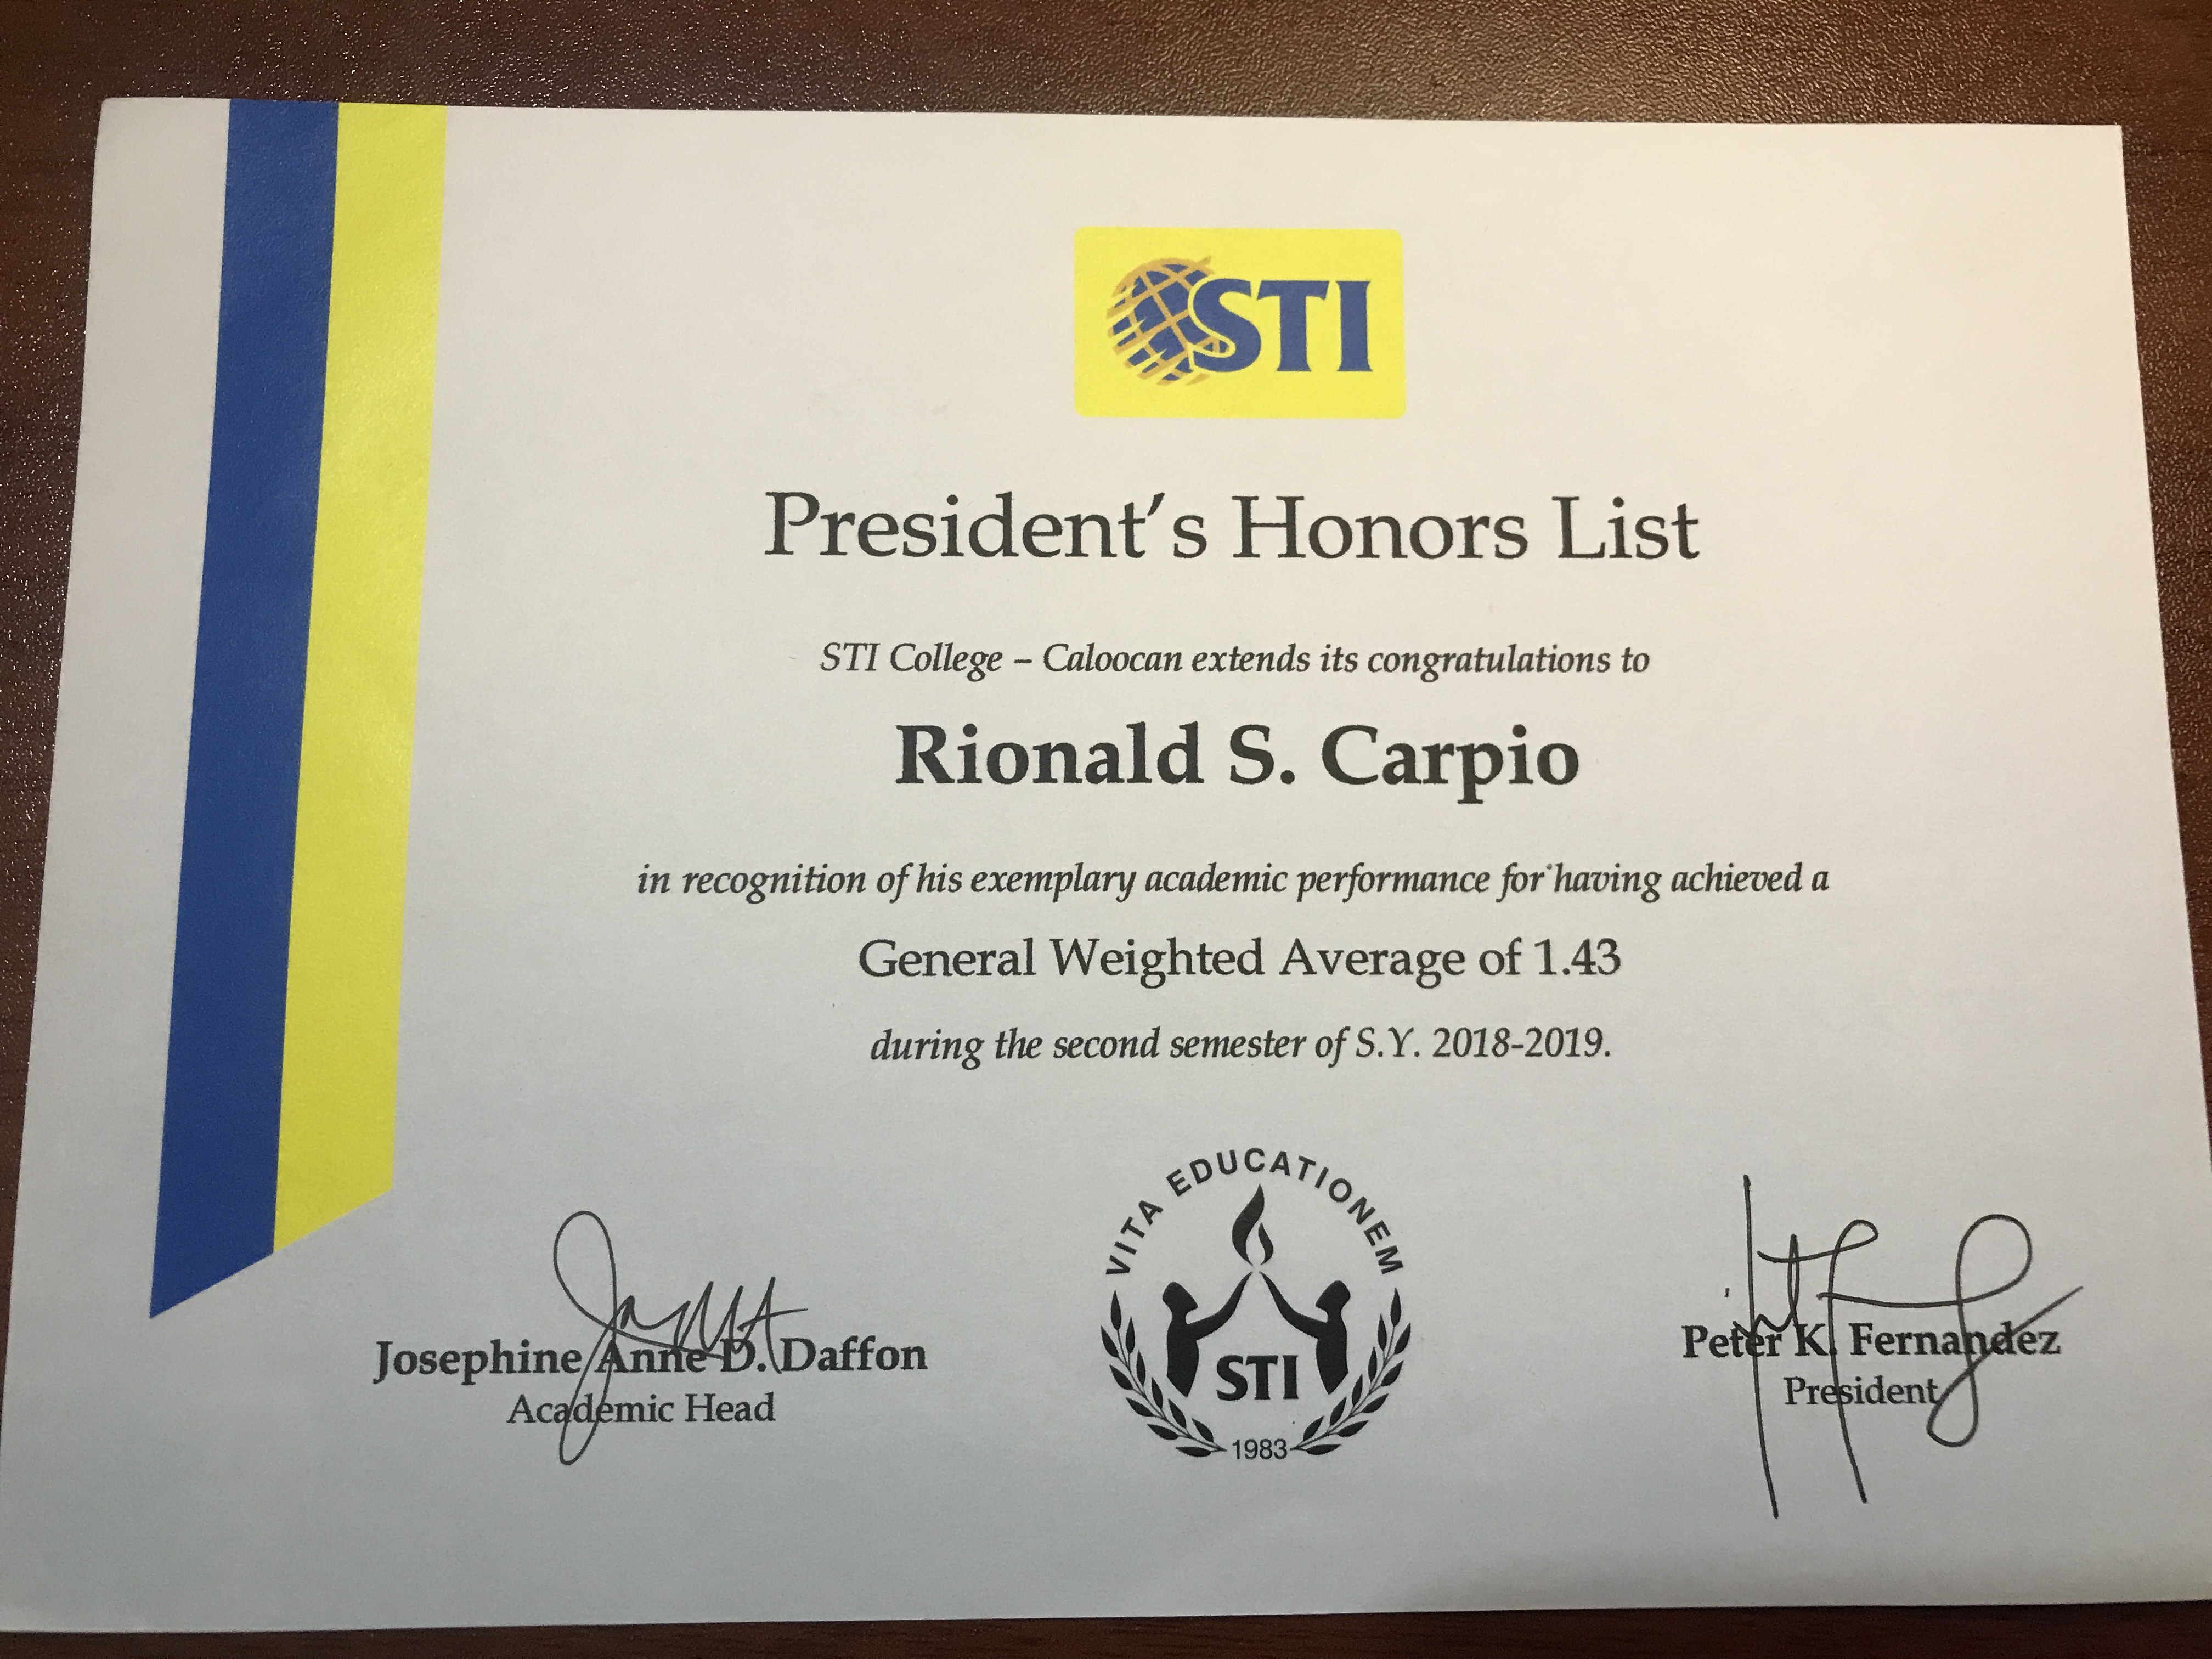 STI
President's Honors List
STI College – Caloocan extends its congratulations to
Rionald S. Carpio
in recognition of his exemplary academic performance for having achieved a
General Weighted Average of 1.43
during the second semester of S.Y. 2018-2019.
VITA EDUCATIONEM
STI
1983
Josephine Anne D. Daffon
Academic Head
Peter K. Fernandez
President